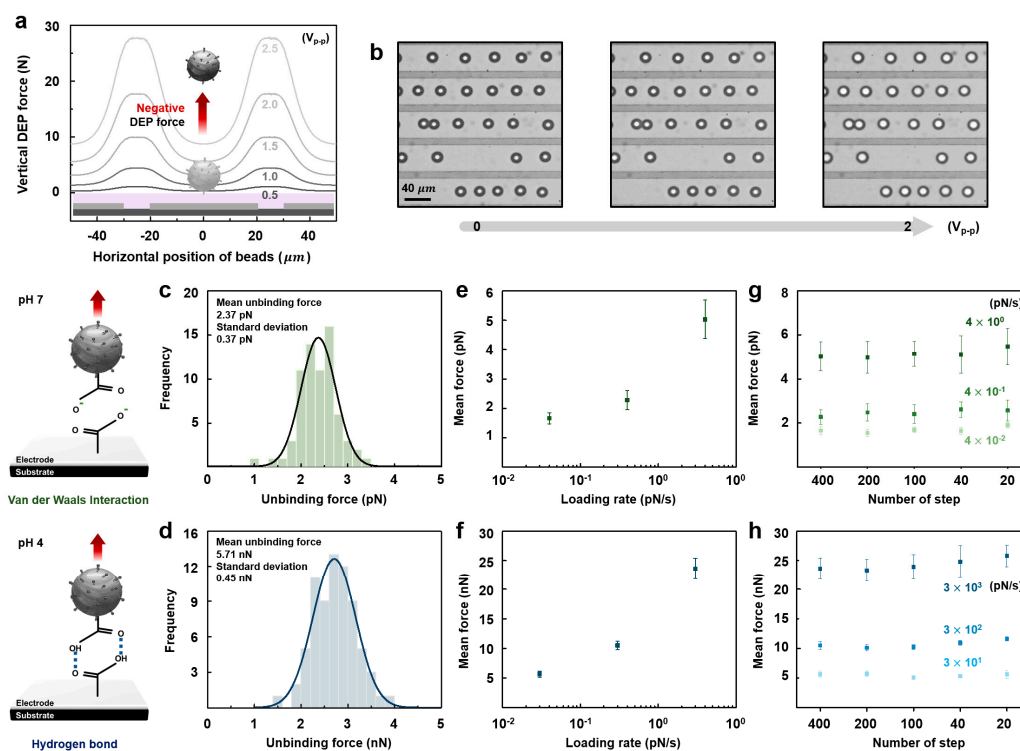 a
30
20
10
0
Vertical DEP force (N)
(Vp-p)
2.5
2.0
1.5
1.0
0.5
Negative
DEP force
-40
-20
0
20
40
Horizontal position of beads (μm)
b
40 μm
0
2
(Vp-p)
pH 7
O
O-
O-
O
Electrode
Substrate
Van der Waals Interaction
c
Mean unbinding force
2.37 pN
Standard deviation
0.37 pN
20
15
10
5
Frequency
0 1 2 3 4 5
Unbinding force (pN)
e
6
5
4
3
2
1
Mean force (pN)
10-2 10-1 100 100
Loading rate (pN/s)
g
8
6
4
2
Mean force (pN)
(pN/s)
4 × 100
4 × 10-1
4 × 10-2
400 200 100 40 20
Number of step
pH 4
O
OH
OH
O
Electrode
Substrate
Hydrogen bond
d
Mean unbinding force
5.71 nN
Standard deviation
0.45 nN
16
12
9
6
3
Frequency
0 1 2 3 4 5
Unbinding force (nN)
f
30
25
20
15
10
5
Mean force (nN)
10-2 10-1 100 100
Loading rate (pN/s)
h
30
25
20
15
10
5
Mean force (nN)
3 × 103
(pN/s)
3 × 102
3 × 101
400 200 100 40 20
Number of step